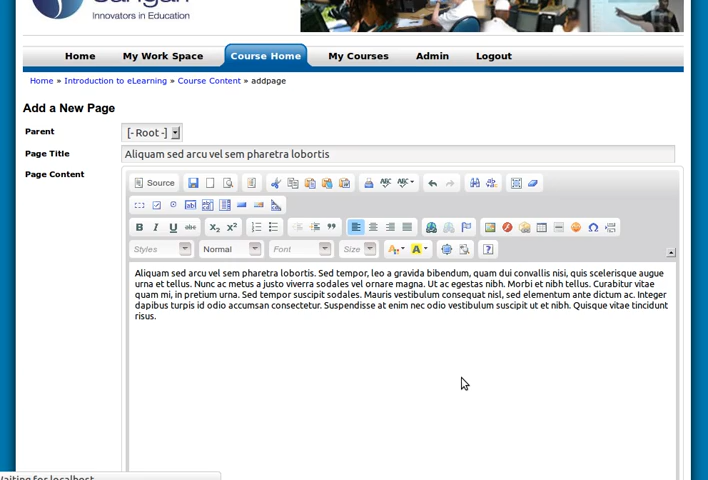 Innovators in Education
Home My Work Space Course Home My Courses Admin Logout
Home » Introduction to eLearning » Course Content » addpage
Add a New Page
Parent [- Root -]
Page Title Aliquam sed arcu vel sem pharetra lobortis
Page Content Source
B I U abc X₂ X²
Styles Normal Font Size
Aliquam sed arcu vel sem pharetra lobortis. Sed tempor, leo a gravida bibendum, quam dui convallis nisi, quis scelerisque augue
urna et tellus. Nunc ac metus a justo viverra sodales vel ornare magna. Ut ac egestas nibh. Morbi et nibh tellus. Curabitur vitae
quam mi, in pretium urna. Sed tempor suscipit sodales. Mauris vestibulum consequat nisl, sed elementum ante dictum ac. Integer
dapibus turpis id odio accumsan consectetur. Suspendisse at enim nec odio vestibulum suscipit ut et nibh. Quisque vitae tincidunt
risus.
Waiting for localhost